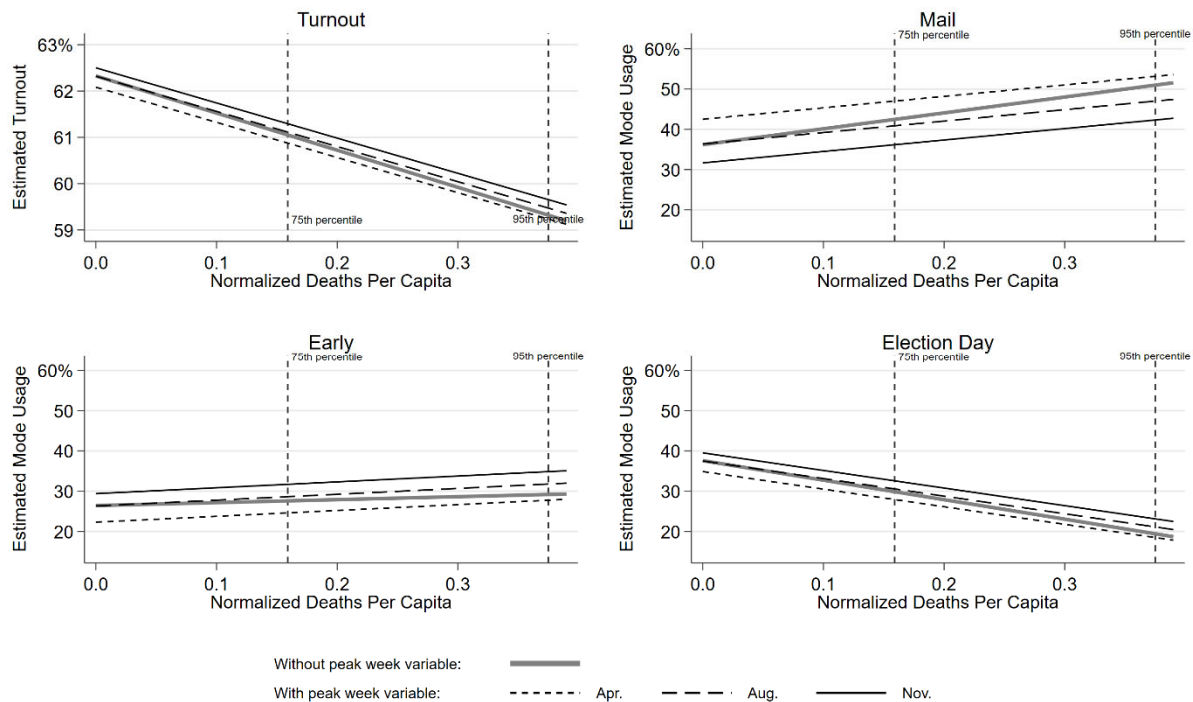 Turnout
Estimated Turnout
63%
62
61
60
59
75th percentile
95th percentile
0.0 0.1 0.2 0.3
Normalized Deaths Per Capita
Mail
75th percentile
95th percentile
Estimated Mode Usage
60%
50
40
30
20
0.0 0.1 0.2 0.3
Normalized Deaths Per Capita
Early
75th percentile
95th percentile
Estimated Mode Usage
60%
50
40
30
20
0.0 0.1 0.2 0.3
Normalized Deaths Per Capita
Election Day
75th percentile
95th percentile
Estimated Mode Usage
60%
50
40
30
20
0.0 0.1 0.2 0.3
Normalized Deaths Per Capita
Without peak week variable:
With peak week variable: Apr. Aug. Nov.